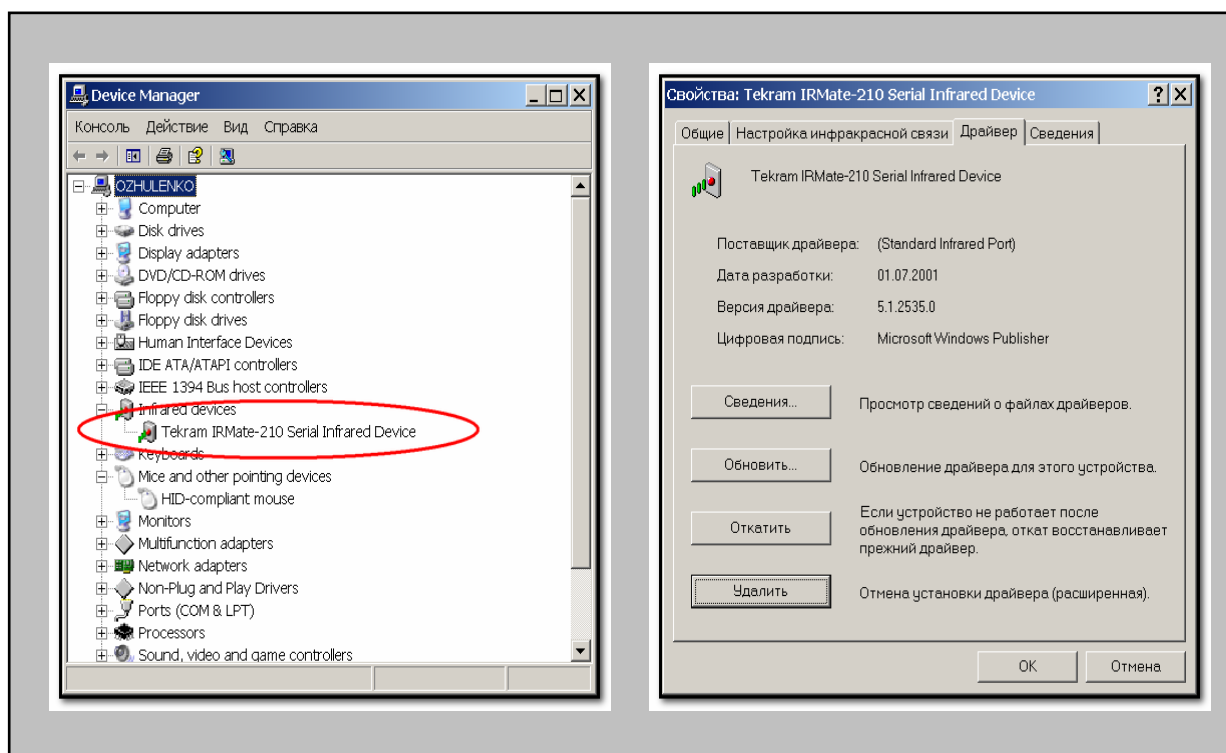 Device Manager
Консоль Действие Вид Справка
OZHULENKO
Computer
Disk drives
Display adapters
DVD/CD-ROM drives
Floppy disk controllers
Floppy disk drives
Human Interface Devices
IDE ATA/ATAPI controllers
IEEE 1394 Bus host controllers
Infrared devices
Tekram IRMate-210 Serial Infrared Device
Keyboards
Mice and other pointing devices
HID-compliant mouse
Monitors
Multifunction adapters
Network adapters
Non-Plug and Play Drivers
Ports (COM & LPT)
Processors
Sound, video and game controllers
Свойства: Tekram IRMate-210 Serial Infrared Device
Общие Настройка инфракрасной связи Драйвер Сведения
Tekram IRMate-210 Serial Infrared Device
Поставщик драйвера: (Standard Infrared Port)
Дата разработки: 01.07.2001
Версия драйвера: 5.1.2535.0
Цифровая подпись: Microsoft Windows Publisher
Сведения... Просмотр сведений о файлах драйверов.
Обновить... Обновление драйвера для этого устройства.
Откатить Если устройство не работает после
обновления драйвера, откат восстанавливает
прежний драйвер.
Удалить Отмена установки драйвера (расширенная).
OK Отмена